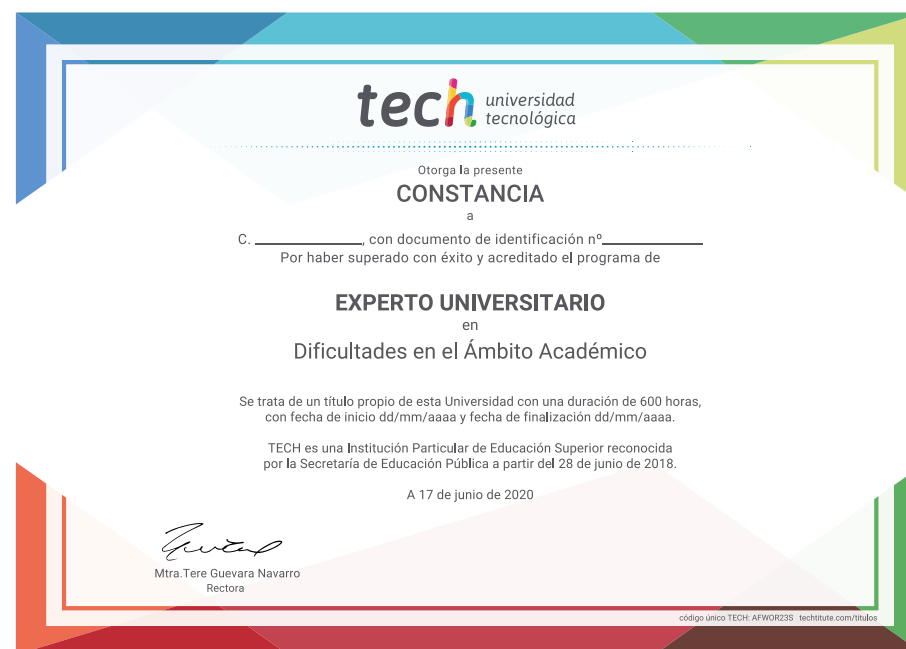 tech universidad
tecnológica
Otorga la presente
CONSTANCIA
a
C. ____________, con documento de identificación nº____________
Por haber superado con éxito y acreditado el programa de
EXPERTO UNIVERSITARIO
en
Dificultades en el Ámbito Académico
Se trata de un título propio de esta Universidad con una duración de 600 horas,
con fecha de inicio dd/mm/aaaa y fecha de finalización dd/mm/aaaa.
TECH es una Institución Particular de Educación Superior reconocida
por la Secretaría de Educación Pública a partir del 28 de junio de 2018.
A 17 de junio de 2020
Mtra.Tere Guevara Navarro
Rectora
código único TECH: AFWOR23S techtitute.com/titulos